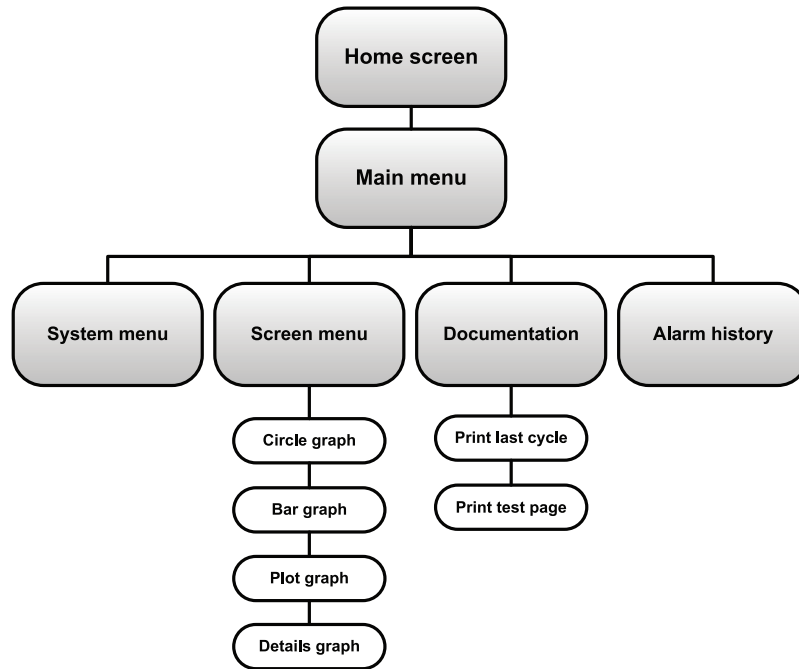 Home screen
Main menu
System menu
Screen menu
Documentation
Alarm history
Circle graph
Print last cycle
Bar graph
Print test page
Plot graph
Details graph